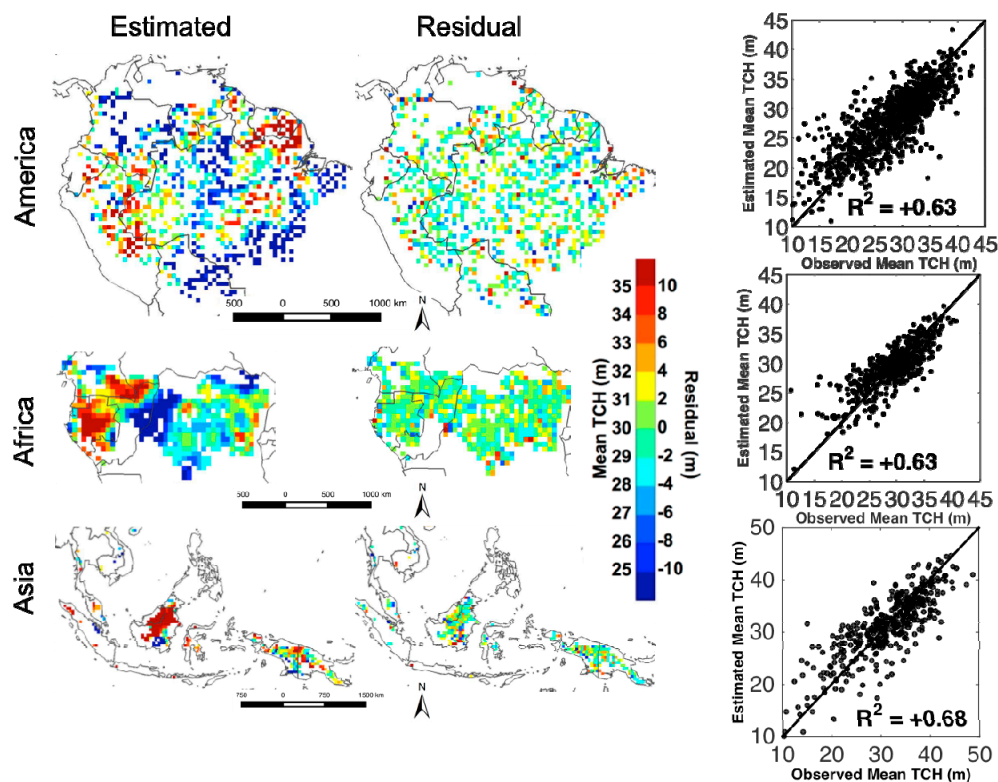 Estimated
Residual
America
500 0 500 1000 km
N
Africa
500 0 500 1000 km
N
Asia
750 0 750 1500 km
N
Mean TCH (m)
35
34
33
32
31
30
29
28
27
26
25
10
8
6
4
2
0
-2
-4
-6
-8
-10
Residual (m)
Estimated Mean TCH (m)
45
40
35
30
25
20
15
10
R² = +0.63
10 15 20 25 30 35 45
Observed Mean TCH (m)
Estimated Mean TCH (m)
45
40
35
30
25
20
15
10
R² = +0.63
10 15 20 25 30 35 45
Observed Mean TCH (m)
Estimated Mean TCH (m)
50
40
30
20
10
R² = +0.68
10 20 30 40 50
Observed Mean TCH (m)